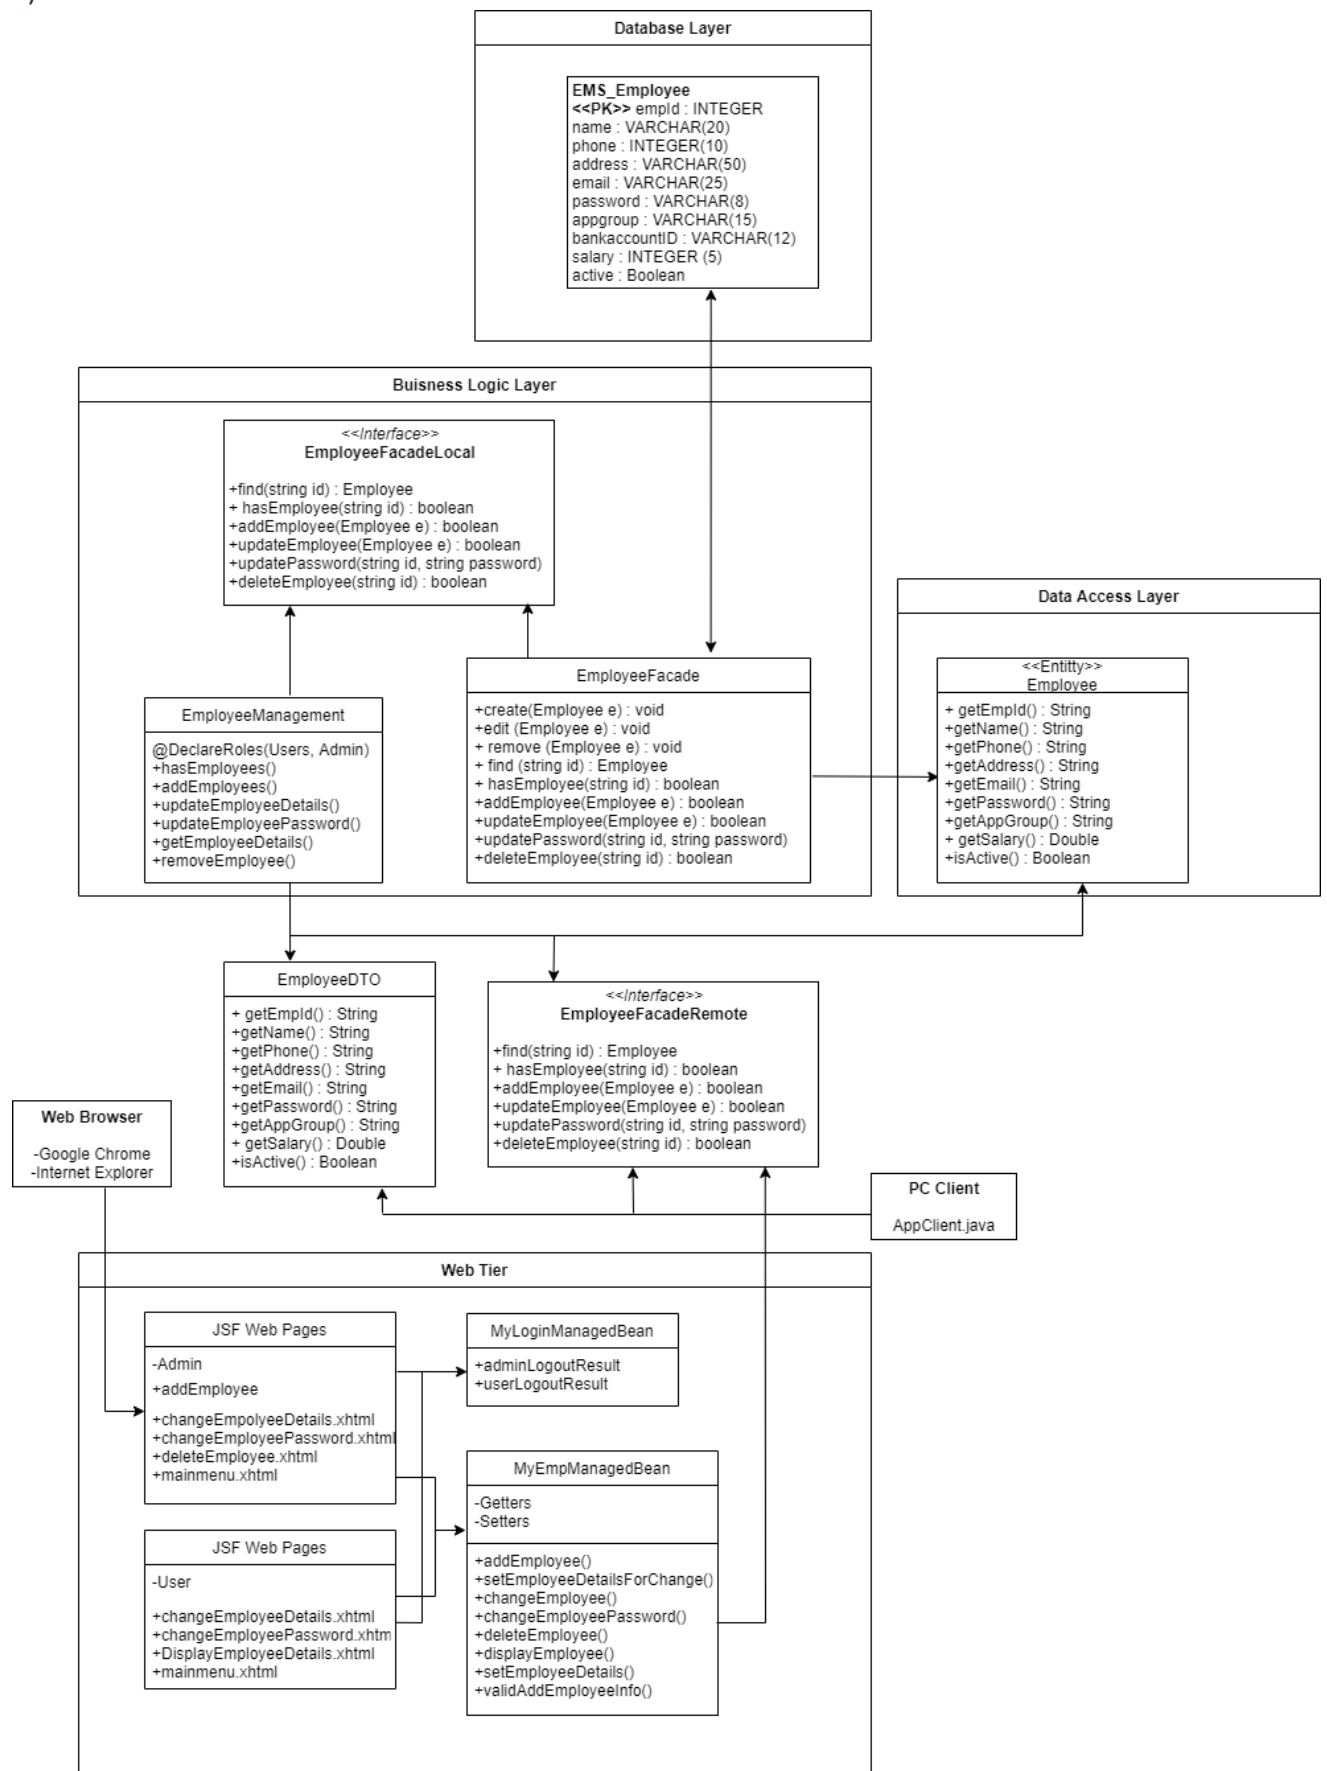 Database Layer
EMS_Employee
<<PK>> empId : INTEGER
name : VARCHAR(20)
phone : INTEGER(10)
address : VARCHAR(50)
email : VARCHAR(25)
password : VARCHAR(8)
appgroup : VARCHAR(15)
bankaccountID : VARCHAR(12)
salary : INTEGER (5)
active : Boolean
Buisness Logic Layer
<<Interface>>
EmployeeFacadeLocal
+find(string id) : Employee
+ hasEmployee(string id) : boolean
+addEmployee(Employee e) : boolean
+updateEmployee(Employee e) : boolean
+updatePassword(string id, string password)
+deleteEmployee(string id) : boolean
EmployeeManagement
@DeclareRoles(Users, Admin)
+hasEmployees()
+addEmployees()
+updateEmployeeDetails()
+updateEmployeePassword()
+getEmployeeDetails()
+removeEmployee()
EmployeeFacade
+create(Employee e) : void
+edit (Employee e) : void
+ remove (Employee e) : void
+ find (string id) : Employee
+ hasEmployee(string id) : boolean
+addEmployee(Employee e) : boolean
+updateEmployee(Employee e) : boolean
+updatePassword(string id, string password)
+deleteEmployee(string id) : boolean
Data Access Layer
<<Entitty>>
Employee
+ getEmpId() : String
+getName() : String
+getPhone() : String
+getAddress() : String
+getEmail() : String
+getPassword() : String
+getAppGroup() : String
+ getSalary() : Double
+isActive() : Boolean
EmployeeDTO
+ getEmpId() : String
+getName() : String
+getPhone() : String
+getAddress() : String
+getEmail() : String
+getPassword() : String
+getAppGroup() : String
+ getSalary() : Double
+isActive() : Boolean
<<Interface>>
EmployeeFacadeRemote
+find(string id) : Employee
+ hasEmployee(string id) : boolean
+addEmployee(Employee e) : boolean
+updateEmployee(Employee e) : boolean
+updatePassword(string id, string password)
+deleteEmployee(string id) : boolean
Web Browser
-Google Chrome
-Internet Explorer
PC Client
AppClient.java
Web Tier
JSF Web Pages
-Admin
+addEmployee
+changeEmpolyeeDetails.xhtml
+changeEmployeePassword.xhtml
+deleteEmployee.xhtml
+mainmenu.xhtml
MyLoginManagedBean
+adminLogoutResult
+userLogoutResult
JSF Web Pages
-User
+changeEmployeeDetails.xhtml
+changeEmployeePassword.xhtm
+DisplayEmployeeDetails.xhtml
+mainmenu.xhtml
MyEmpManagedBean
-Getters
-Setters
+addEmployee()
+setEmployeeDetailsForChange()
+changeEmployee()
+changeEmployeePassword()
+deleteEmployee()
+displayEmployee()
+setEmployeeDetails()
+validAddEmployeeInfo()